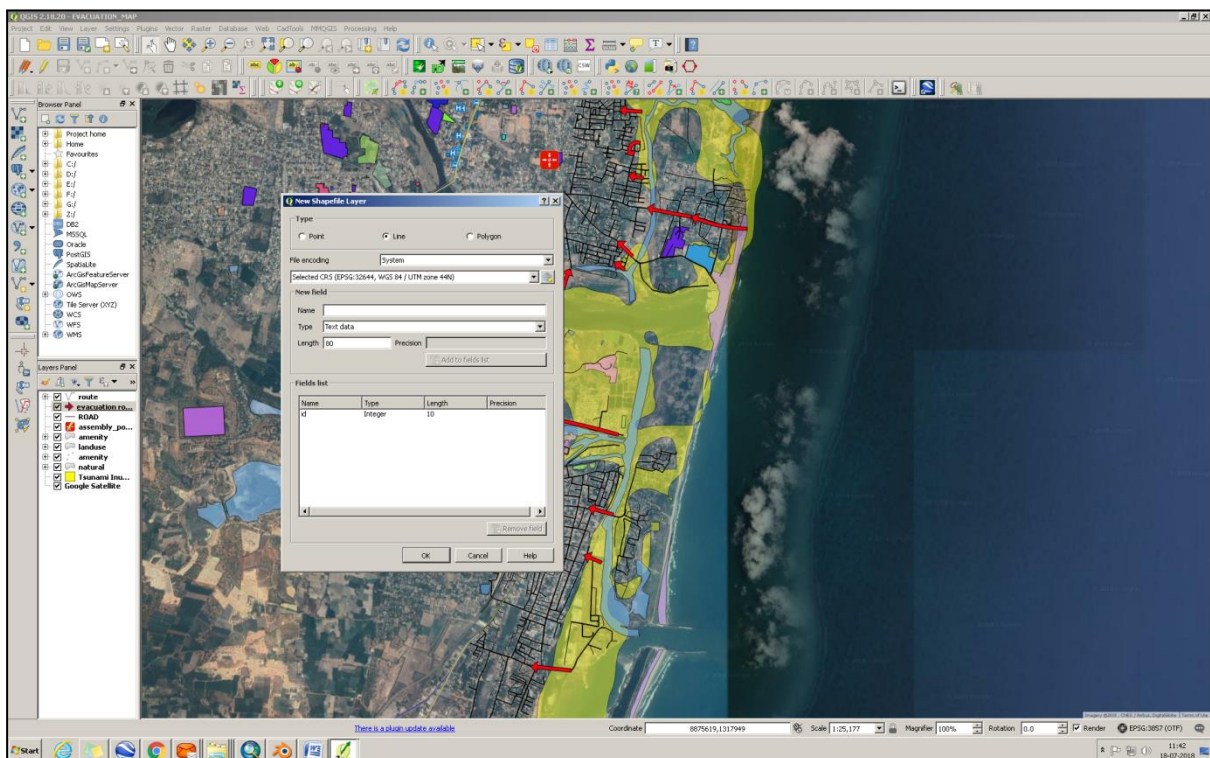 QGIS 2.18.20 - EVACUATION_MAP
Project Edit View Layer Settings Plugins Vector Raster Database Web CadTools MMQGIS Processing Help
Browser Panel
Project home
Home
Favourites
C:/
D:/
E:/
F:/
G:/
Z:/
DB2
MSSQL
Oracle
PostGIS
SpatiaLite
ArcGisFeatureServer
ArcGisMapServer
OWS
Tile Server (XYZ)
WCS
WFS
WMS
Layers Panel
route
evacuation ro...
ROAD
assembly_po...
amenity
landuse
amenity
natural
Tsunami Inu...
Google Satellite
New Shapefile Layer
Type
Point Line Polygon
File encoding System
Selected CRS (EPSG:32644, WGS 84 / UTM zone 44N)
New field
Name
Type Text data
Length 80 Precision
Add to fields list
Fields list
Name Type Length Precision
id Integer 10
Remove field
OK Cancel Help
There is a plugin update available Coordinate 8875619,1317949 Scale 1:25,177 Magnifier 100% Rotation 0.0 Render EPSG:3857 (OTF)
Start
11:42
18-07-2018